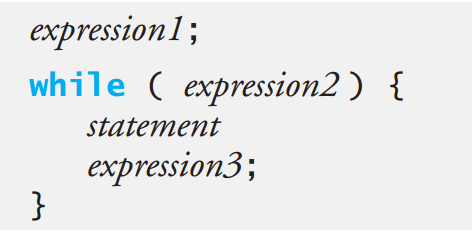 expression1;
while ( expression2 ) {
statement
expression3;
}